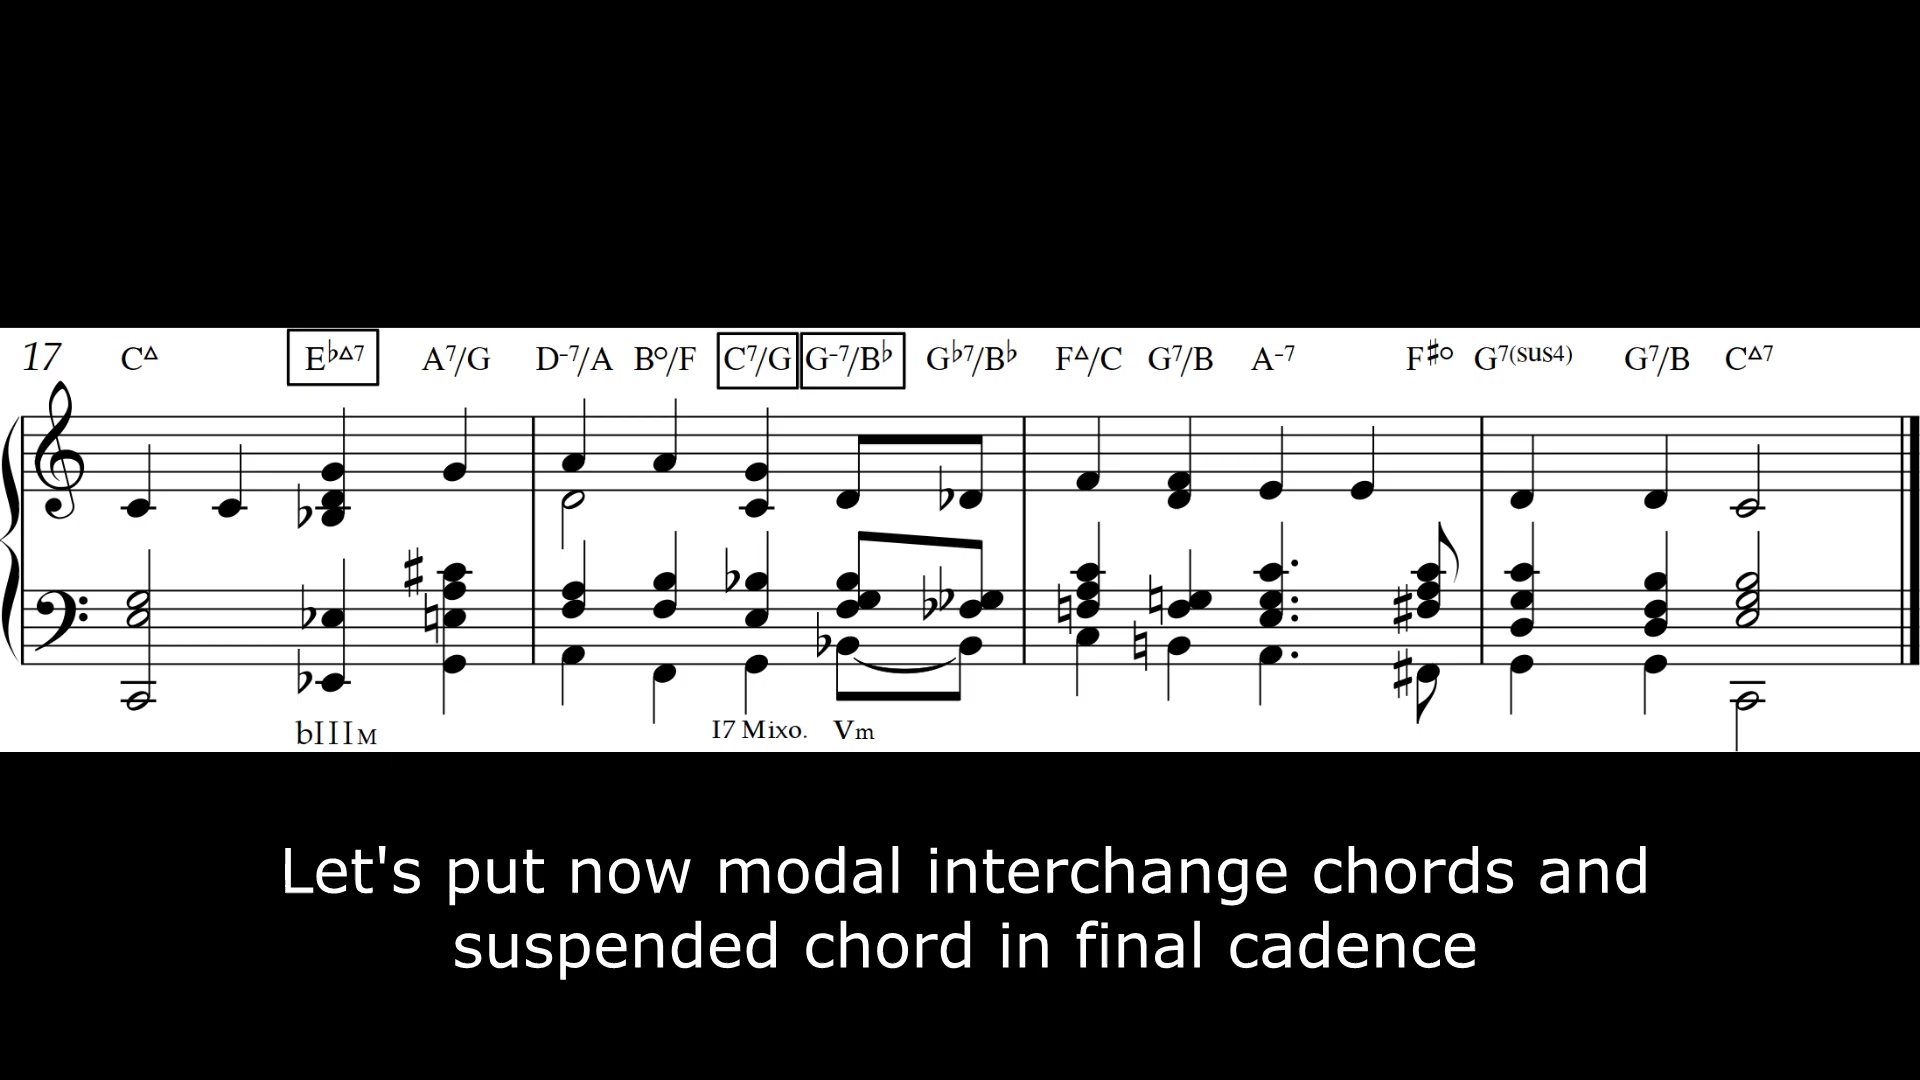 17 C△ E♭△7 A7/G D-7/A B°/F C7/G G-7/B♭ G♭7/B♭ F△/C G7/B A-7 F♯° G7(sus4) G7/B C△7
bIIIM I7 Mixo. Vm
Let's put now modal interchange chords and
suspended chord in final cadence